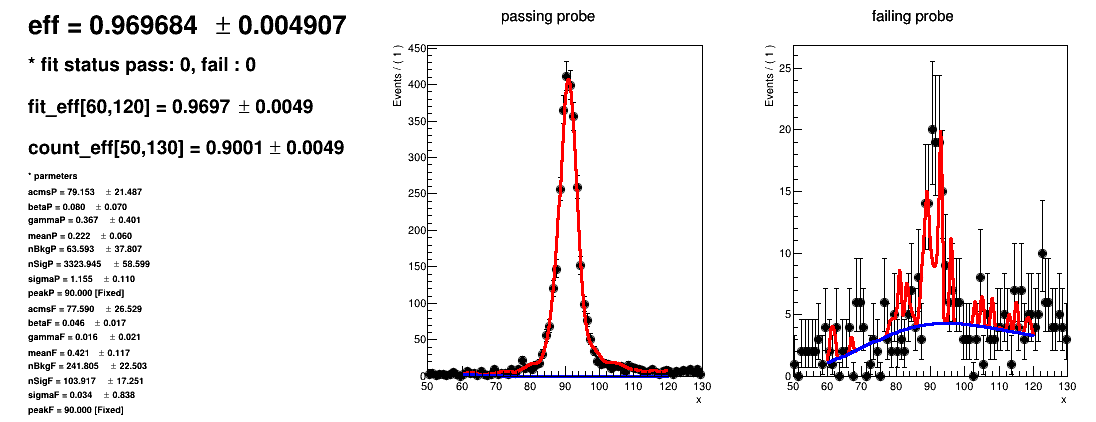 eff = 0.969684 ± 0.004907
* fit status pass: 0, fail : 0
fit_eff[60,120] = 0.9697 ± 0.0049
count_eff[50,130] = 0.9001 ± 0.0049
* parmeters
acmsP = 79.153 ± 21.487
betaP = 0.080 ± 0.070
gammaP = 0.367 ± 0.401
meanP = 0.222 ± 0.060
nBkgP = 63.593 ± 37.807
nSigP = 3323.945 ± 58.599
sigmaP = 1.155 ± 0.110
peakP = 90.000 [Fixed]
acmsF = 77.590 ± 26.529
betaF = 0.046 ± 0.017
gammaF = 0.016 ± 0.021
meanF = 0.421 ± 0.117
nBkgF = 241.805 ± 22.503
nSigF = 103.917 ± 17.251
sigmaF = 0.034 ± 0.838
peakF = 90.000 [Fixed]
passing probe
Events / ( 1 )
450
400
350
300
250
200
150
100
50
0
50 60 70 80 90 100 110 120 130
x
failing probe
Events / ( 1 )
25
20
15
10
5
0
50 60 70 80 90 100 110 120 130
x